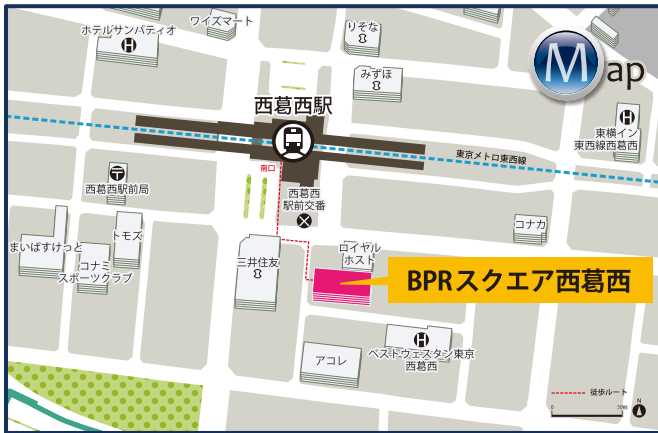 ワイズマート
ホテルサンパティオ
りそな
みずほ
Map
西葛西駅
東横イン
東西線西葛西
東京メトロ東西線
南口
西葛西駅前局
西葛西
駅前交番
コナカ
トモズ
まいばすけっと
コナミ
スポーツクラブ
三井住友
ロイヤル
ホスト
BPRスクエア西葛西
ベストウェスタン東京
西葛西
アコレ
徒歩ルート
0 50m
N